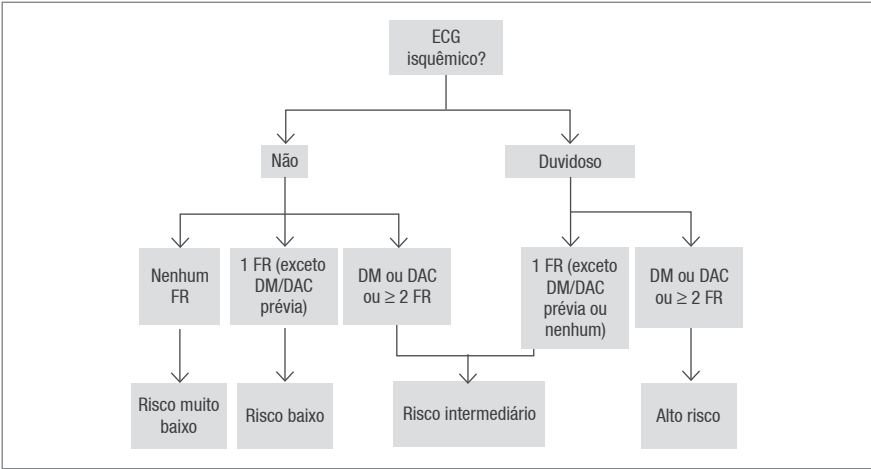 ECG
isquêmico?
Não
Duvidoso
Nenhum
FR
1 FR (exceto
DM/DAC
prévia)
DM ou DAC
ou ≥ 2 FR
1 FR (exceto
DM/DAC
prévia ou
nenhum)
DM ou DAC
ou ≥ 2 FR
Risco muito
baixo
Risco baixo
Risco intermediário
Alto risco